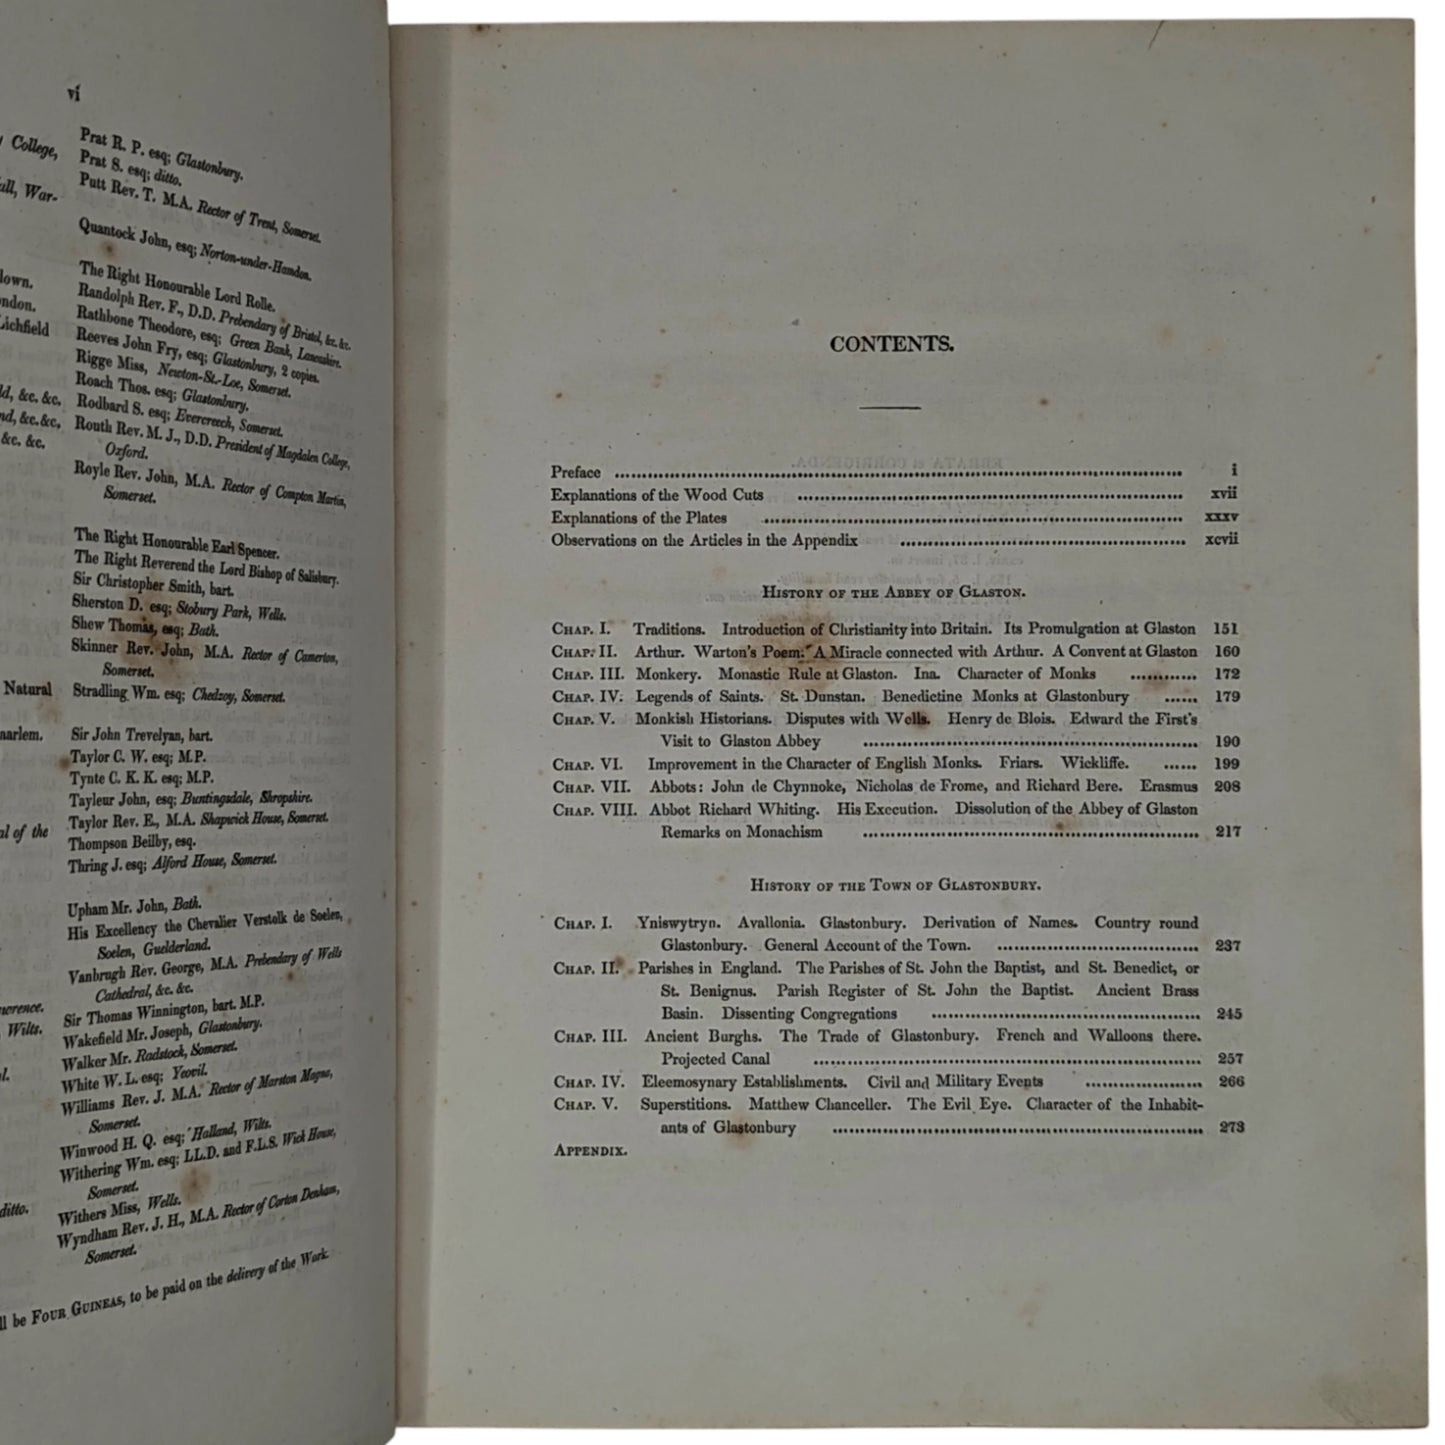 vi
College,
all, War-
down.
ndon.
Lichfield
ld, &c. &c.
nd, &c. &c.
&c. &c.
Natural
aarlem.
al of the
wrence.
Wilts.
l.
ditto.
Prat R. P. esq; Glastonbury.
Prat S. esq; ditto.
Putt Rev. T. M.A. Rector of Trent, Somerset.
Quantock John, esq; Norton-under-Hamdon.
The Right Honourable Lord Rolle.
Randolph Rev. F., D.D. Prebendary of Bristol, &c. &c.
Rathbone Theodore, esq; Green Bank, Lancashire.
Reeves John Fry, esq; Glastonbury, 2 copies.
Rigge Miss, Newton-St.-Loe, Somerset.
Roach Thos. esq; Glastonbury.
Rodbard S. esq; Evercreech, Somerset.
Routh Rev. M. J., D.D. President of Magdalen College,
Oxford.
Royle Rev. John, M.A. Rector of Compton Martin,
Somerset.
The Right Honourable Earl Spencer.
The Right Reverend the Lord Bishop of Salisbury.
Sir Christopher Smith, bart.
Sherston D. esq; Stobury Park, Wells.
Shew Thomas, esq; Bath.
Skinner Rev. John, M.A. Rector of Camerton,
Somerset.
Stradling Wm. esq; Chedzoy, Somerset.
Sir John Trevelyan, bart.
Taylor C. W. esq; M.P.
Tynte C. K. K. esq; M.P.
Tayleur John, esq; Buntingsdale, Shropshire.
Taylor Rev. E., M.A. Shapwick House, Somerset.
Thompson Beilby, esq.
Thring J. esq; Alford House, Somerset.
Upham Mr. John, Bath.
His Excellency the Chevalier Verstolk de Soelen,
Soelen, Guelderland.
Vanbrugh Rev. George, M.A. Prebendary of Wells
Cathedral, &c. &c.
Sir Thomas Winnington, bart. M.P.
Wakefield Mr. Joseph, Glastonbury.
Walker Mr. Radstock, Somerset.
White W. L. esq; Yeovil.
Williams Rev. J. M.A. Rector of Marston Magna,
Somerset.
Winwood H. Q. esq; Halland, Wilts.
Withering Wm. esq; LL.D. and F.L.S. Wick House,
Somerset.
Withers Miss, Wells.
Wyndham Rev. J. H., M.A. Rector of Corton Denham,
Somerset.
ll be FOUR GUINEAS, to be paid on the delivery of the Work.
CONTENTS.
Preface ........ i
Explanations of the Wood Cuts ........ xvii
Explanations of the Plates ........ xxxv
Observations on the Articles in the Appendix ........ xcvii
HISTORY OF THE ABBEY OF GLASTON.
CHAP. I. Traditions. Introduction of Christianity into Britain. Its Promulgation at Glaston 151
CHAP. II. Arthur. Warton's Poem: A Miracle connected with Arthur. A Convent at Glaston 160
CHAP. III. Monkery. Monastic Rule at Glaston. Ina. Character of Monks ........ 172
CHAP. IV. Legends of Saints. St. Dunstan. Benedictine Monks at Glastonbury ...... 179
CHAP. V. Monkish Historians. Disputes with Wells. Henry de Blois. Edward the First's
Visit to Glaston Abbey ........ 190
CHAP. VI. Improvement in the Character of English Monks. Friars. Wickliffe. ...... 199
CHAP. VII. Abbots: John de Chynnoke, Nicholas de Frome, and Richard Bere. Erasmus 208
CHAP. VIII. Abbot Richard Whiting. His Execution. Dissolution of the Abbey of Glaston
Remarks on Monachism ........ 217
HISTORY OF THE TOWN OF GLASTONBURY.
CHAP. I. Yniswytryn. Avallonia. Glastonbury. Derivation of Names. Country round
Glastonbury. General Account of the Town. ........ 237
CHAP. II. Parishes in England. The Parishes of St. John the Baptist, and St. Benedict, or
St. Benignus. Parish Register of St. John the Baptist. Ancient Brass
Basin. Dissenting Congregations ........ 245
CHAP. III. Ancient Burghs. The Trade of Glastonbury. French and Walloons there.
Projected Canal ........ 257
CHAP. IV. Eleemosynary Establishments. Civil and Military Events ........ 266
CHAP. V. Superstitions. Matthew Chanceller. The Evil Eye. Character of the Inhabit-
ants of Glastonbury ........ 273
APPENDIX.